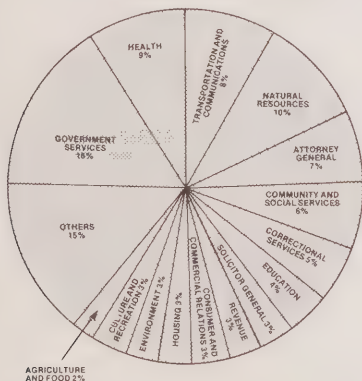 HEALTH
9%
TRANSPORTATION AND
COMMUNICATIONS
8%
NATURAL
RESOURCES
10%
ATTORNEY
GENERAL
7%
COMMUNITY AND
SOCIAL SERVICES
6%
CORRECTIONAL
SERVICES 5%
EDUCATION
4%
SOLICITOR GENERAL 3%
REVENUE
3%
CONSUMER AND
COMMERCIAL RELATIONS 3%
HOUSING 3%
ENVIRONMENT 3%
CULTURE AND
RECREATION 3%
AGRICULTURE
AND FOOD 2%
OTHERS
15%
GOVERNMENT
SERVICES
16%